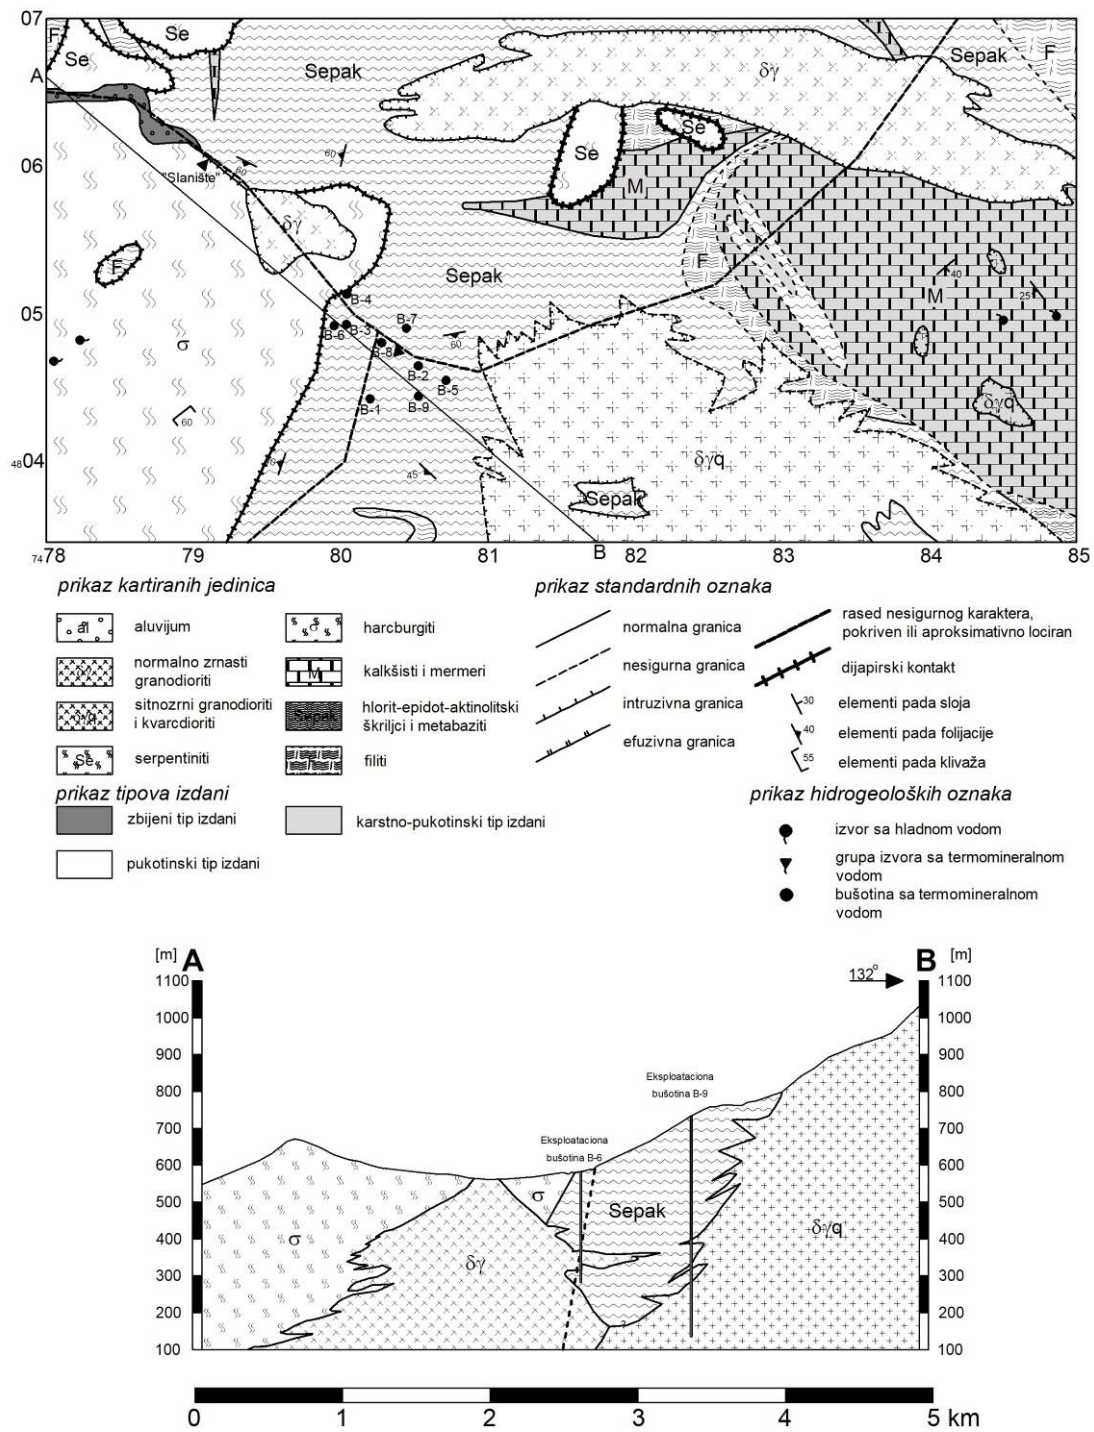 07
F
Se
Se
A
Sepak
δγ
Sepak
F
06
"Slanište"
60
60
Se
Se
M
δγ
F
Sepak
F
M
40
25
05
B-4
B-3
B-6
B-7
B-8
60
B-2
B-5
B-1
B-9
σ
60
δγq
δγq
45
Sepak
4804
7478 79 80 81 B 82 83 84 85
prikaz kartiranih jedinica
al aluvijum
normalno zrnasti
granodioriti
δγq sitnozrni granodioriti
i kvarcdioriti
Se serpentiniti
σ harcburgiti
M kalkšisti i mermeri
Sepak hlorit-epidot-aktinolitski
škriljci i metabaziti
F filiti
prikaz standardnih oznaka
normalna granica
nesigurna granica
intruzivna granica
efuzivna granica
rased nesigurnog karaktera,
pokriven ili aproksimativno lociran
dijapirski kontakt
30 elementi pada sloja
40 elementi pada folijacije
55 elementi pada klivaža
prikaz tipova izdani
zbijeni tip izdani
pukotinski tip izdani
karstno-pukotinski tip izdani
prikaz hidrogeoloških oznaka
izvor sa hladnom vodom
grupa izvora sa termomineralnom
vodom
bušotina sa termomineralnom
vodom
[m] A
B [m]
132°
1100 1100
1000 1000
900 900
800 800
700 700
600 600
500 500
400 400
300 300
200 200
100 100
Eksploataciona
bušotina B-9
Eksploataciona
bušotina B-6
σ
σ
Sepak
δγ
δγq
0 1 2 3 4 5 km